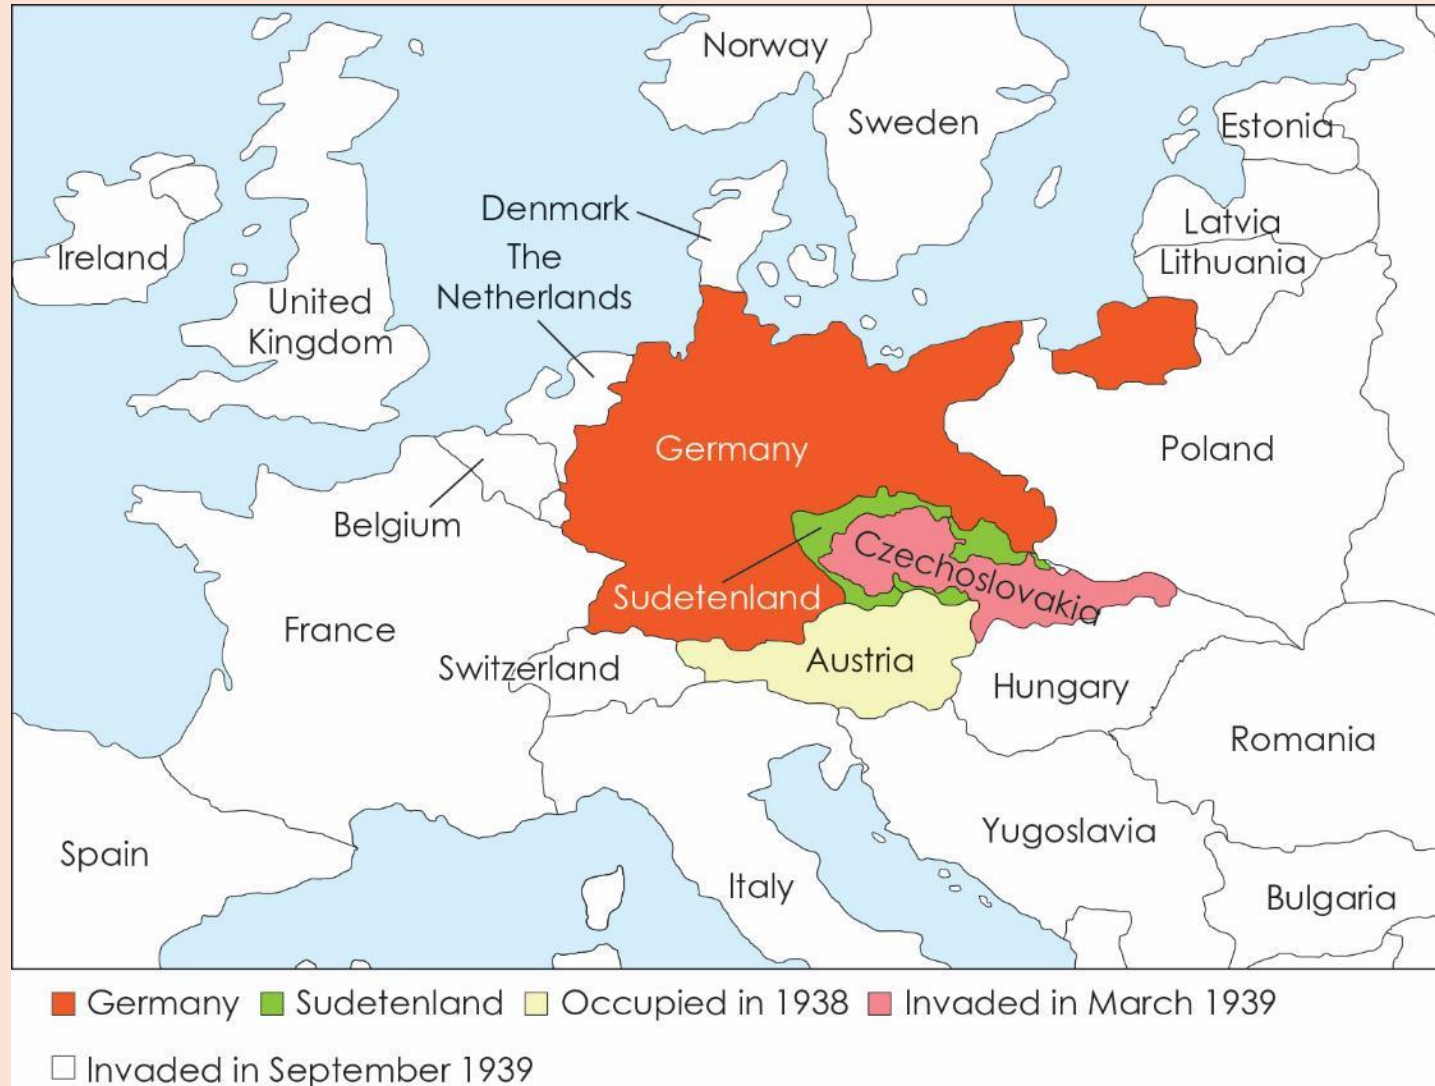 Norway
Sweden
Estonia
Denmark
Latvia
The
Netherlands
Ireland
Lithuania
United
Kingdom
Germany
Poland
Belgium
Czechoslovakia
Sudetenland
France
Austria
Switzerland
Hungary
Romania
Yugoslavia
Spain
Italy
Bulgaria
Germany Sudetenland Occupied in 1938 Invaded in March 1939
Invaded in September 1939